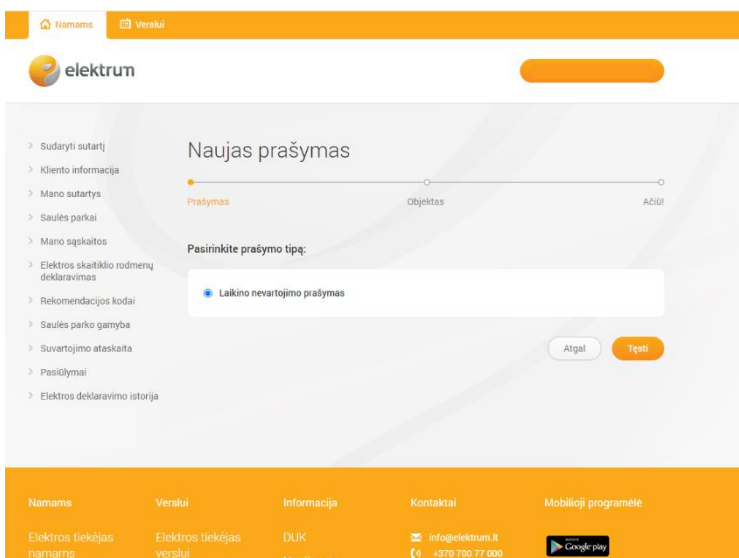 Namams
Verslui
elektrum
Sudaryti sutartį
Kliento informacija
Mano sutartys
Saulės parkai
Mano sąskaitos
Elektros skaitiklio rodmenų
deklaravimas
Rekomendacijos kodai
Saulės parko gamyba
Suvartojimo ataskaita
Pasiūlymai
Elektros deklaravimo istorija
Naujas prašymas
Prašymas
Objektas
Ačiū!
Pasirinkite prašymo tipą:
Laikino nevartojimo prašymas
Atgal
Tęsti
Namams
Elektros tiekėjas
namams
Verslui
Elektros tiekėjas
verslui
Informacija
DUK
Kontaktai
info@elektrum.lt
+370 700 77 000
Mobilioji programėlė
Google play